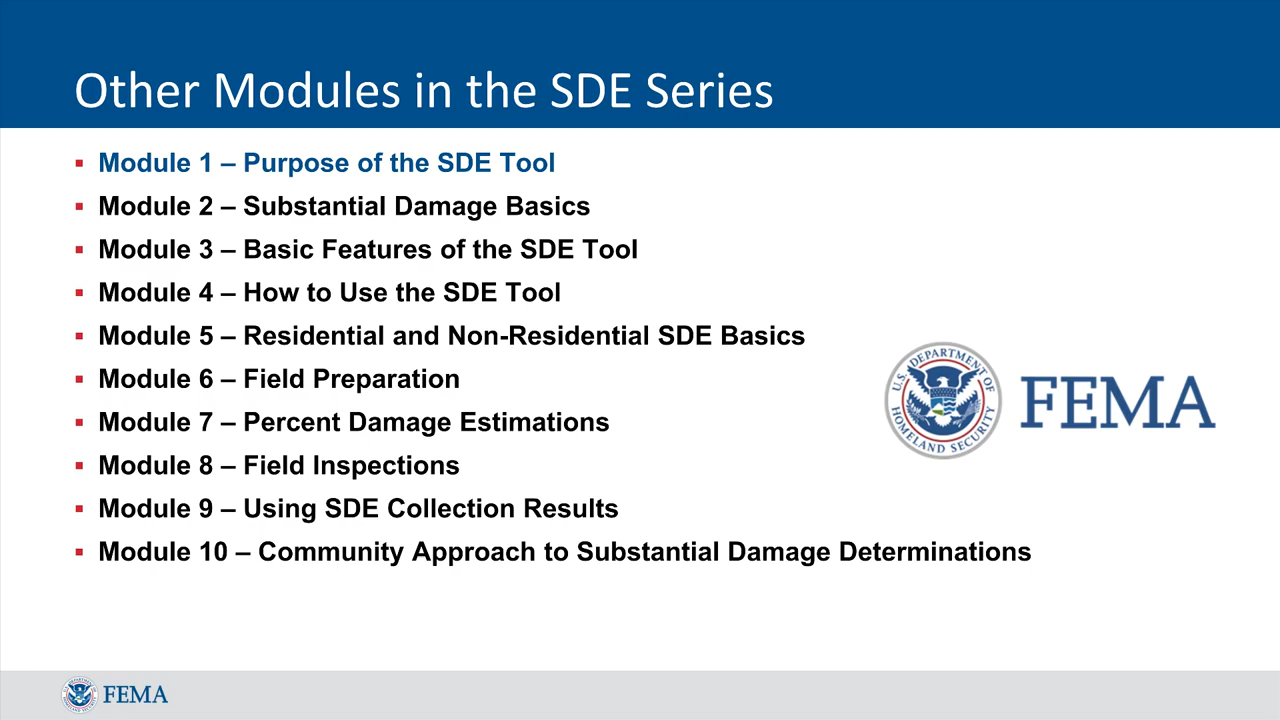 Other Modules in the SDE Series
▪ Module 1 – Purpose of the SDE Tool
▪ Module 2 – Substantial Damage Basics
▪ Module 3 – Basic Features of the SDE Tool
▪ Module 4 – How to Use the SDE Tool
▪ Module 5 – Residential and Non-Residential SDE Basics
▪ Module 6 – Field Preparation
▪ Module 7 – Percent Damage Estimations
▪ Module 8 – Field Inspections
▪ Module 9 – Using SDE Collection Results
▪ Module 10 – Community Approach to Substantial Damage Determinations
U.S. DEPARTMENT OF HOMELAND SECURITY
FEMA
FEMA